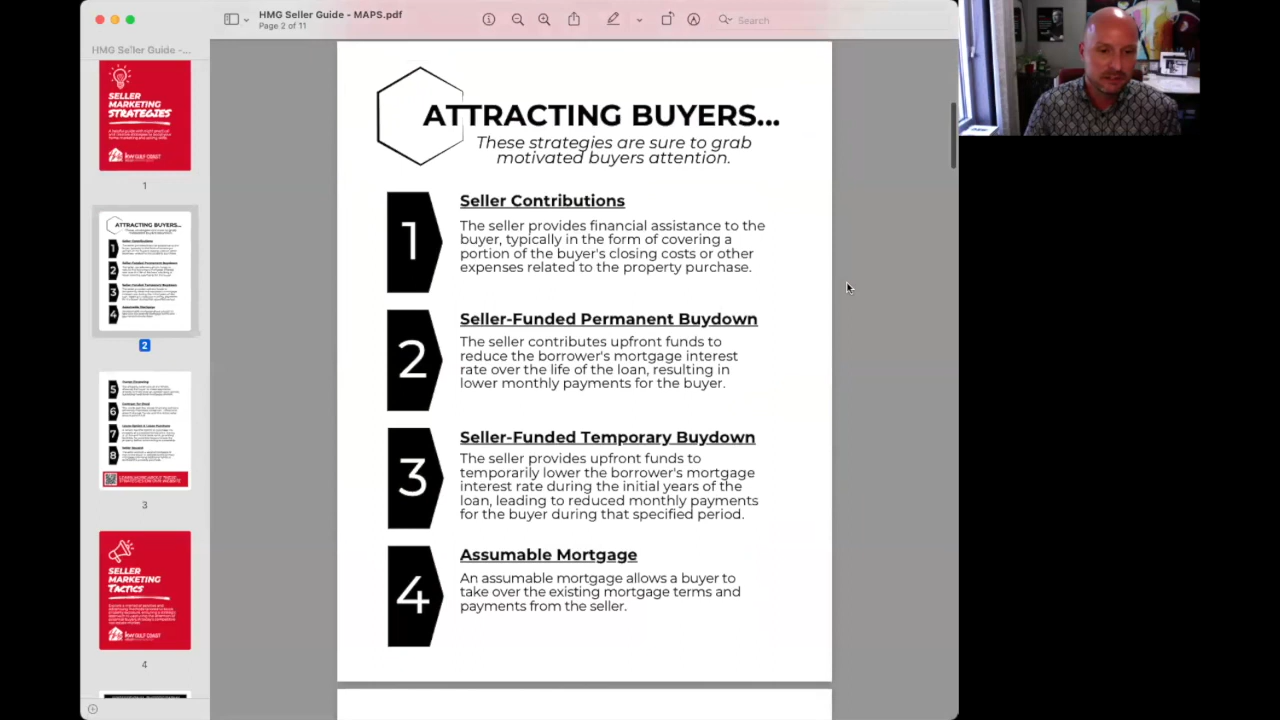 HMG Seller Guide - MAPS.pdf
Page 2 of 11
Search
HMG Seller Guide -...
SELLER
MARKETING
STRATEGIES
1
ATTRACTING BUYERS...
2
3
SELLER
MARKETING
TACTICS
4
ATTRACTING BUYERS...
These strategies are sure to grab
motivated buyers attention.
1
Seller Contributions
The seller provides financial assistance to the
buyer, typically in the form of covering a
portion of the buyer's closing costs or other
expenses related to the property purchase.
2
Seller-Funded Permanent Buydown
The seller contributes upfront funds to
reduce the borrower's mortgage interest
rate over the life of the loan, resulting in
lower monthly payments for the buyer.
3
Seller-Funded Temporary Buydown
The seller provides upfront funds to
temporarily lower the borrower's mortgage
interest rate during the initial years of the
loan, leading to reduced monthly payments
for the buyer during that specified period.
4
Assumable Mortgage
An assumable mortgage allows a buyer to
take over the existing mortgage terms and
payments from the seller.